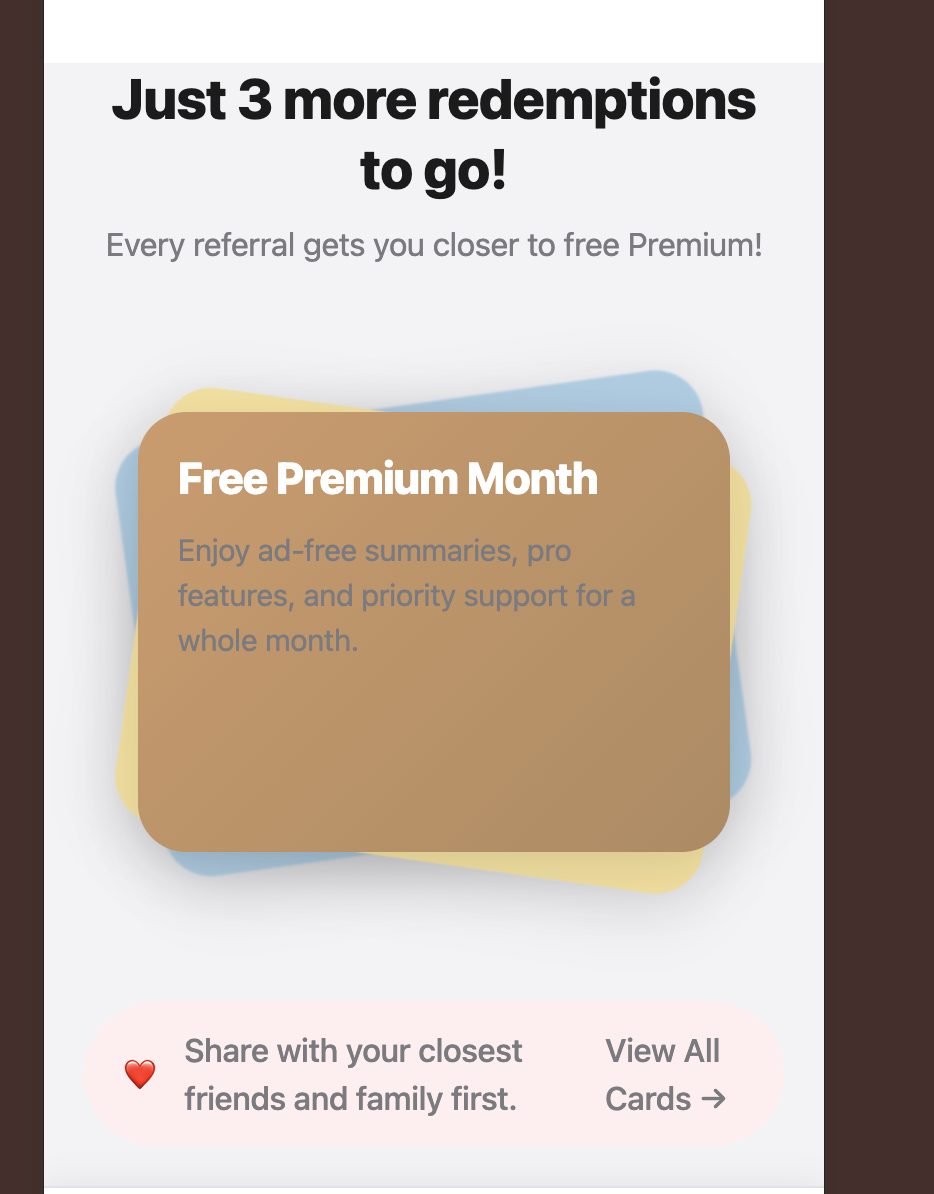 Just 3 more redemptions
to go!
Every referral gets you closer to free Premium!
Free Premium Month
Enjoy ad-free summaries, pro
features, and priority support for a
whole month.
Share with your closest
friends and family first.
View All
Cards →